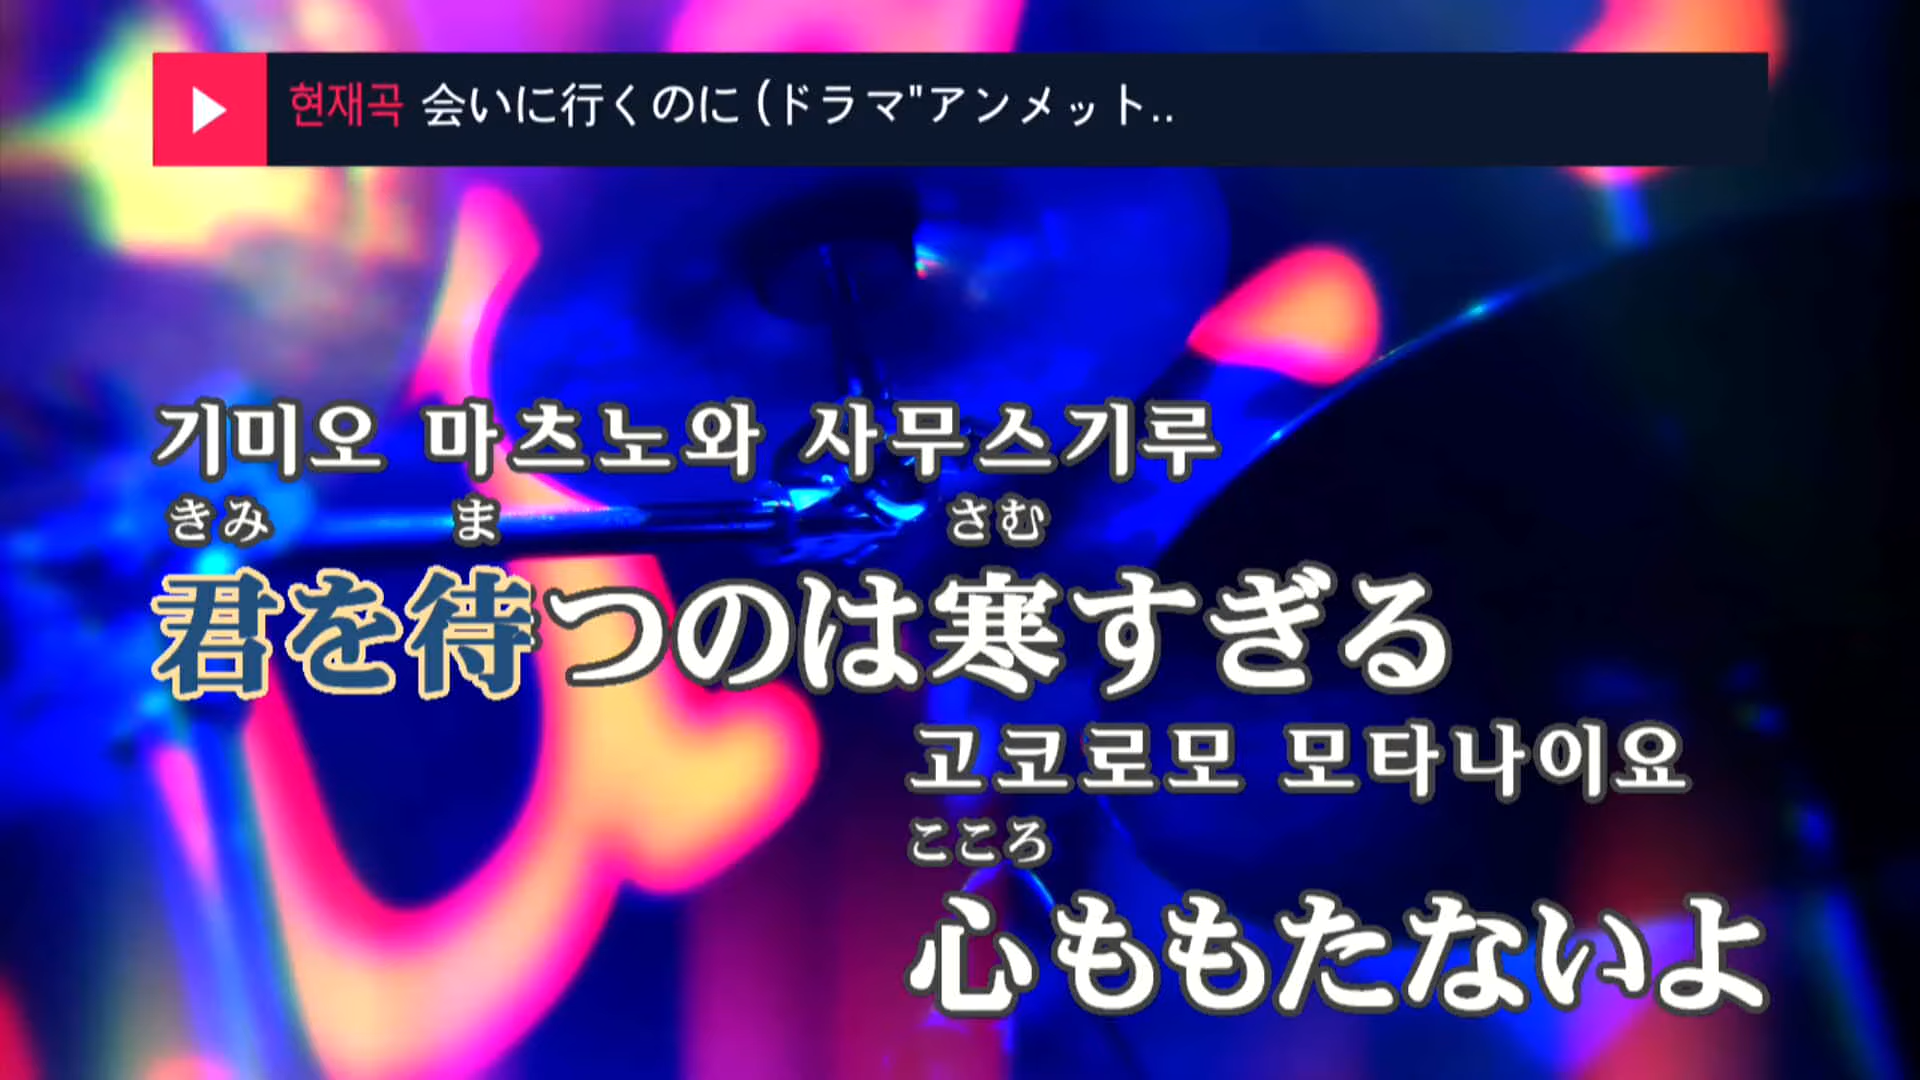 현재곡 会いに行くのに (ドラマ"アンメット..
기미오 마츠노와 사무스기루
きみ ま さむ
君を待つのは寒すぎる
고코로모 모타나이요
こころ
心ももたないよ